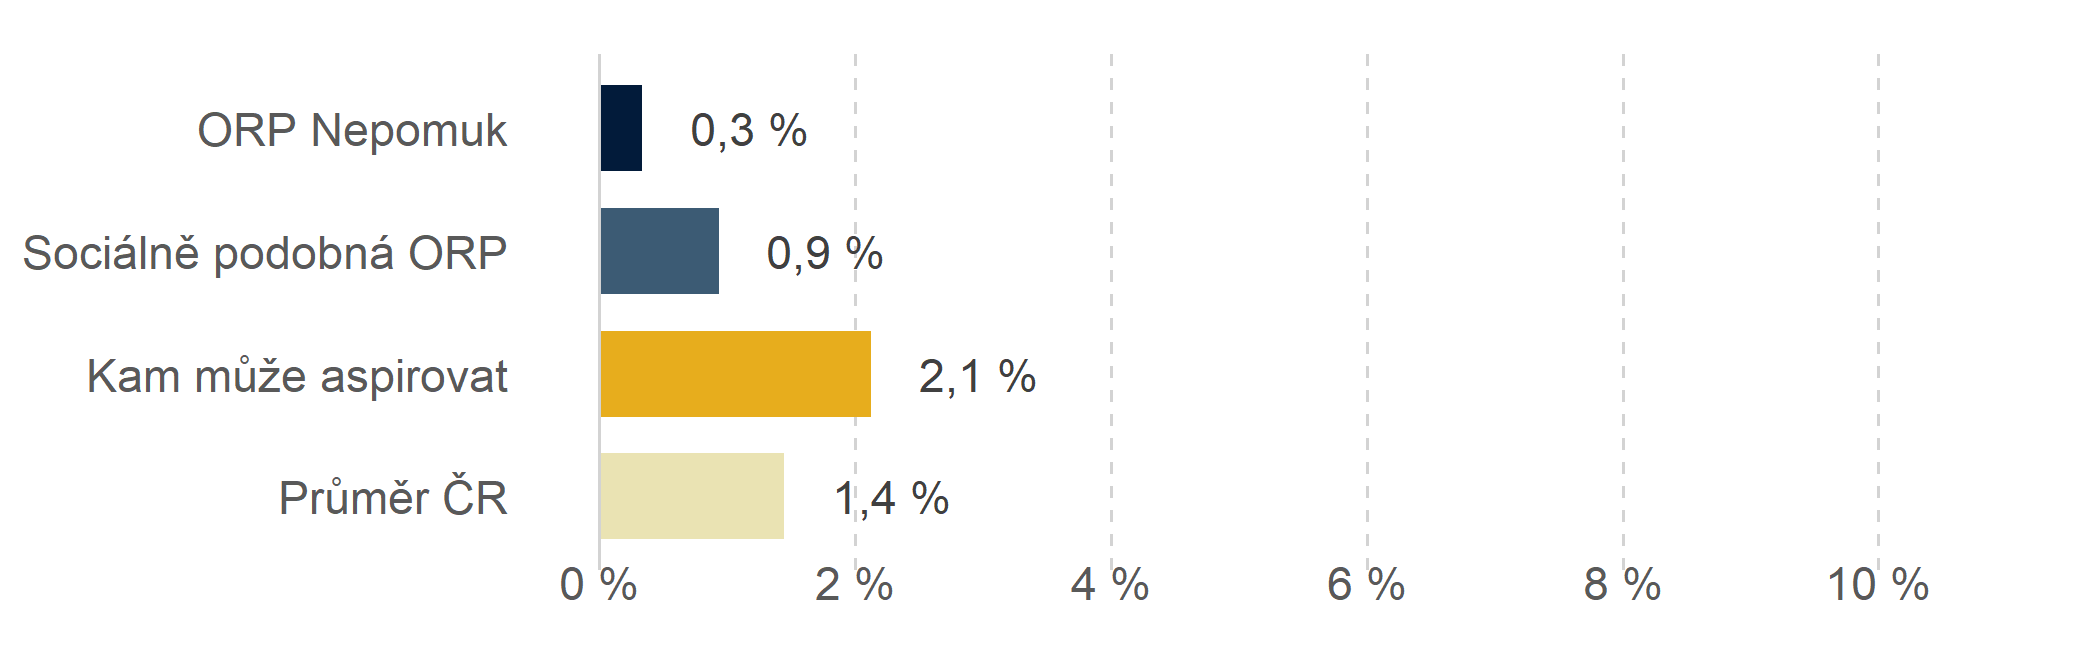 ORP Nepomuk 0,3 %
Sociálně podobná ORP 0,9 %
Kam může aspirovat 2,1 %
Průměr ČR 1,4 %
0 % 2 % 4 % 6 % 8 % 10 %